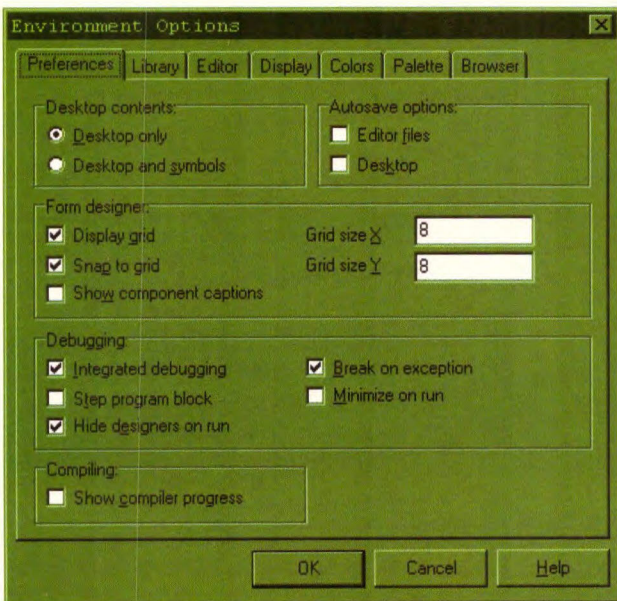 Environment Options
Preferences Library Editor Display Colors Palette Browser
Desktop contents:
Desktop only
Desktop and symbols
Autosave options:
Editor files
Desktop
Form designer:
Display grid
Snap to grid
Show component captions
Grid size X 8
Grid size Y 8
Debugging:
Integrated debugging
Step program block
Hide designers on run
Break on exception
Minimize on run
Compiling:
Show compiler progress
OK Cancel Help